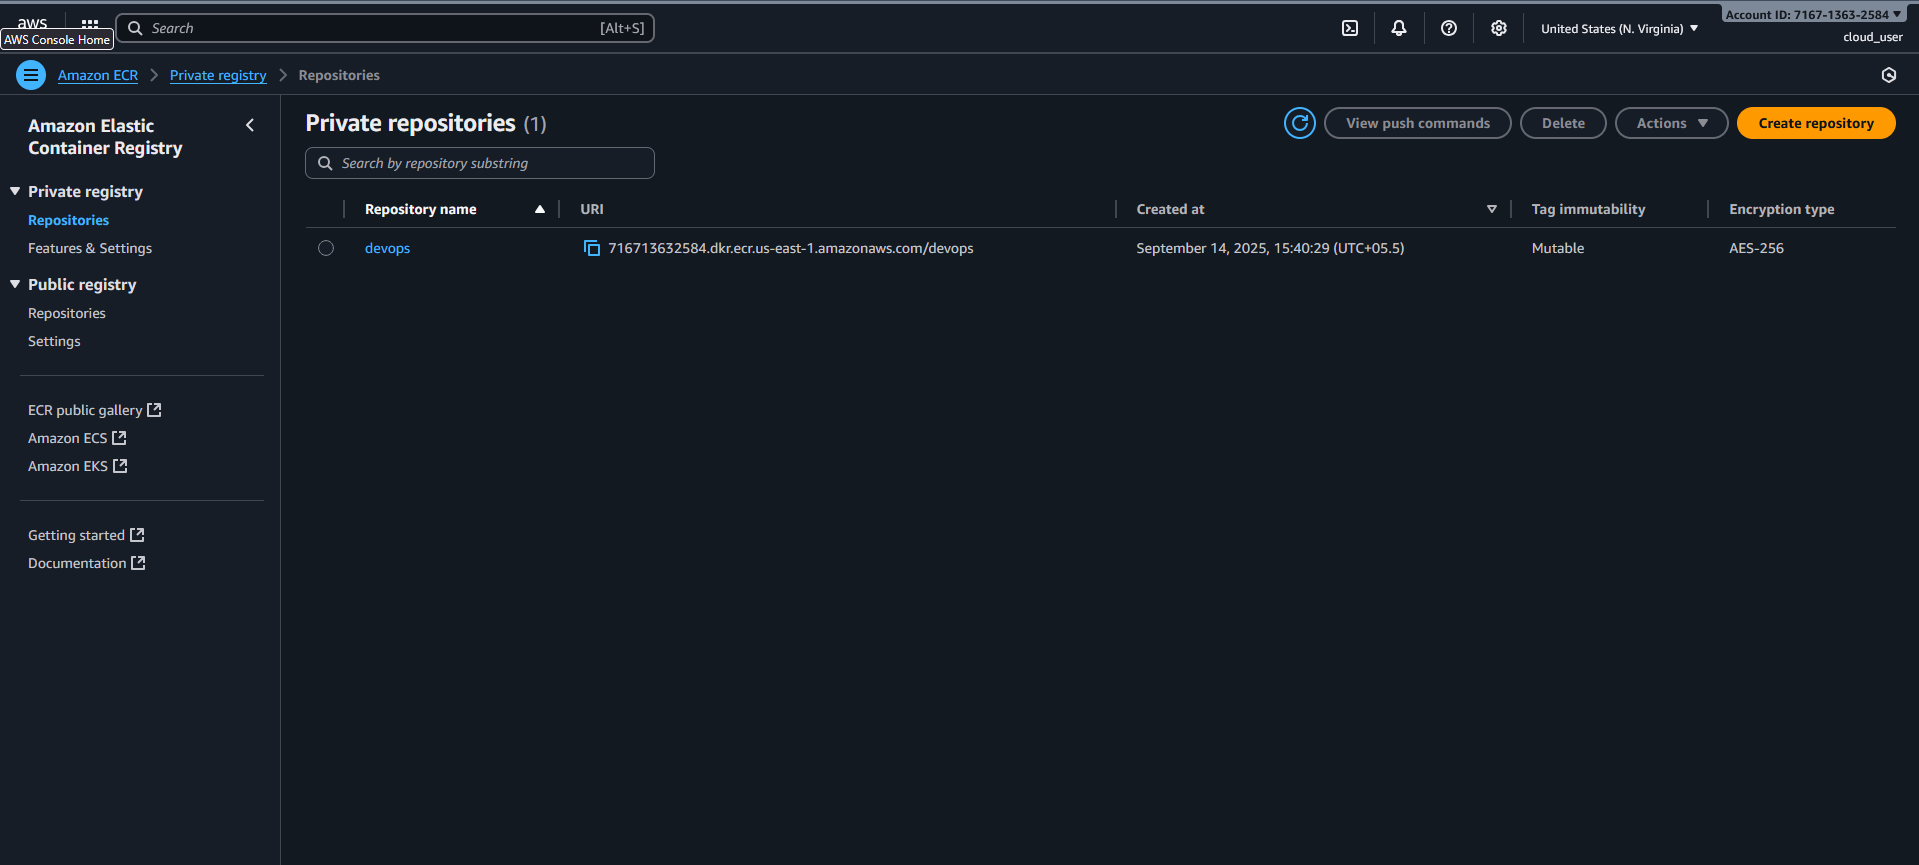 aws
Search [Alt+S]
United States (N. Virginia)
Account ID: 7167-1363-2584
cloud_user
AWS Console Home
Amazon ECR
Private registry
Repositories
Amazon Elastic
Container Registry
Private registry
Repositories
Features & Settings
Public registry
Repositories
Settings
ECR public gallery
Amazon ECS
Amazon EKS
Getting started
Documentation
Private repositories (1)
View push commands
Delete
Actions
Create repository
Search by repository substring
Repository name URI Created at Tag immutability Encryption type
devops 716713632584.dkr.ecr.us-east-1.amazonaws.com/devops September 14, 2025, 15:40:29 (UTC+05.5) Mutable AES-256